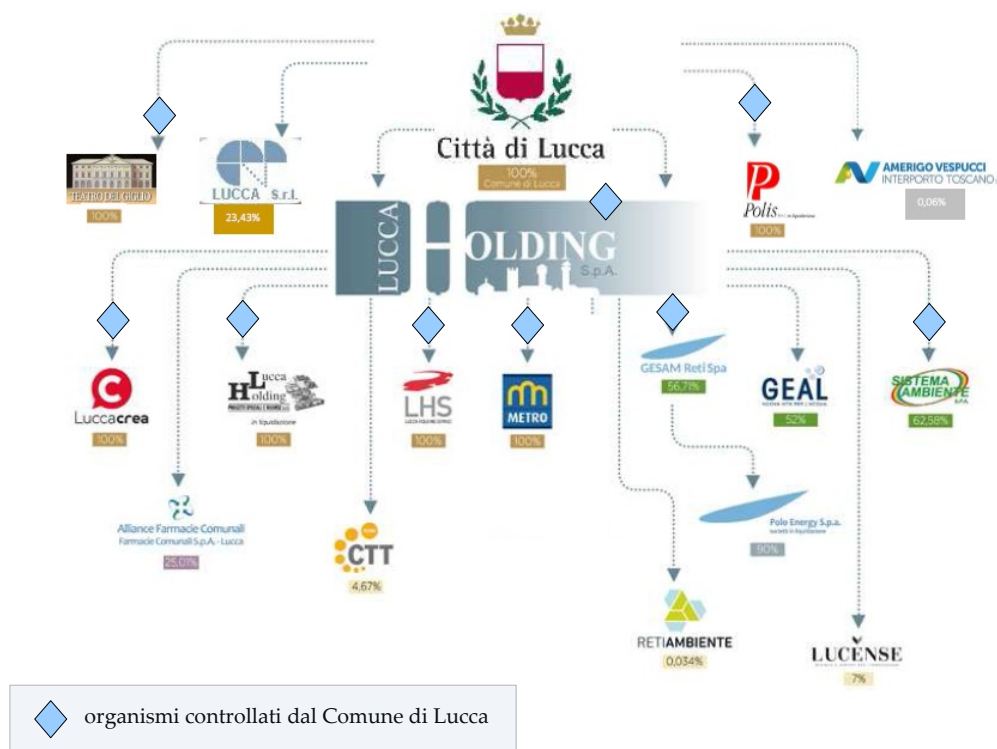 Città di Lucca
100%
Comune di Lucca
TEATRO DEL GIGLIO
100%
LUCCA S.r.l.
23,43%
Polis
100%
AMERIGO VESPUCCI
INTERPORTO TOSCANO
0,06%
LUCCA HOLDING
S.p.A.
Luccacrea
100%
Lucca
Holding
in liquidazione
100%
LHS
100%
METRO
100%
GESAM Reti Spa
56,71%
GEAL
52%
SISTEMA
AMBIENTE
S.P.A.
62,58%
Alliance Farmacie Comunali
Farmacie Comunali S.p.A. - Lucca
25,07%
CTT
4,67%
Polo Energy S.p.a.
società in liquidazione
90%
RETIAMBIENTE
0,034%
LUCENSE
7%
organismi controllati dal Comune di Lucca